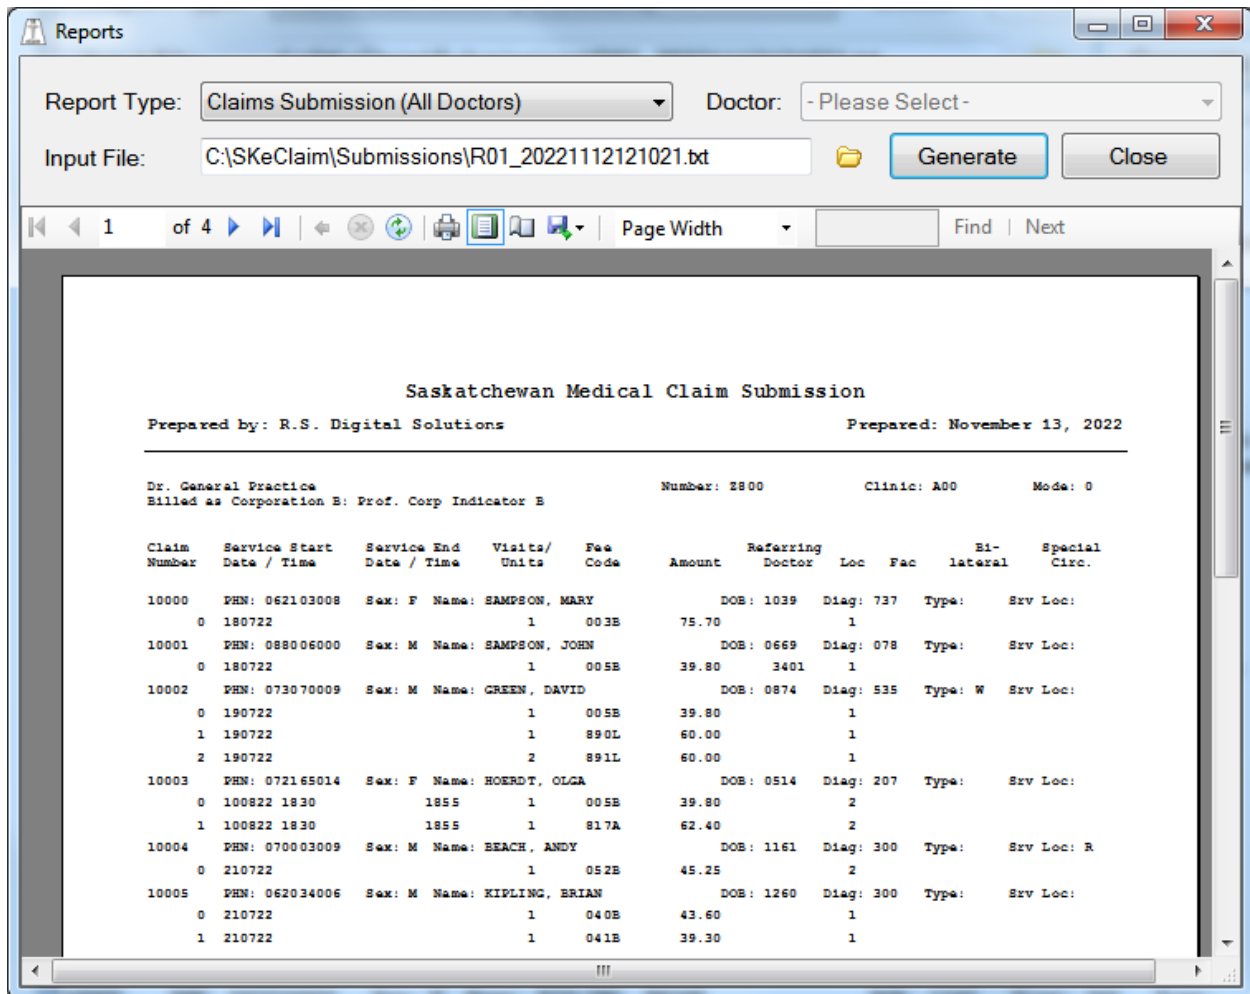 Reports
Report Type: Claims Submission (All Doctors) Doctor: - Please Select -
Input File: C:\SKeClaim\Submissions\R01_20221112121021.txt Generate Close
1 of 4 Page Width Find | Next
Saskatchewan Medical Claim Submission
Prepared by: R.S. Digital Solutions Prepared: November 13, 2022
Dr. General Practice Number: Z800 Clinic: A00 Mode: 0
Billed as Corporation B: Prof. Corp Indicator B
Claim Service Start Service End Visits/ Fee Referring Bi- Special
Number Date / Time Date / Time Units Code Amount Doctor Loc Fac lateral Circ.
10000 PHN: 062103008 Sex: F Name: SAMPSON, MARY DOB: 1039 Diag: 737 Type: Srv Loc:
0 180722 1 003B 75.70 1
10001 PHN: 088006000 Sex: M Name: SAMPSON, JOHN DOB: 0669 Diag: 078 Type: Srv Loc:
0 180722 1 005B 39.80 3401 1
10002 PHN: 073070009 Sex: M Name: GREEN, DAVID DOB: 0874 Diag: 535 Type: W Srv Loc:
0 190722 1 005B 39.80 1
1 190722 1 890L 60.00 1
2 190722 2 891L 60.00 1
10003 PHN: 072165014 Sex: F Name: HOERDT, OLGA DOB: 0514 Diag: 207 Type: Srv Loc:
0 100822 1830 1855 1 005B 39.80 2
1 100822 1830 1855 1 817A 62.40 2
10004 PHN: 070003009 Sex: M Name: BEACH, ANDY DOB: 1161 Diag: 300 Type: Srv Loc: R
0 210722 1 052B 45.25 2
10005 PHN: 062034006 Sex: M Name: KIPLING, BRIAN DOB: 1260 Diag: 300 Type: Srv Loc:
0 210722 1 040B 43.60 1
1 210722 1 041B 39.30 1